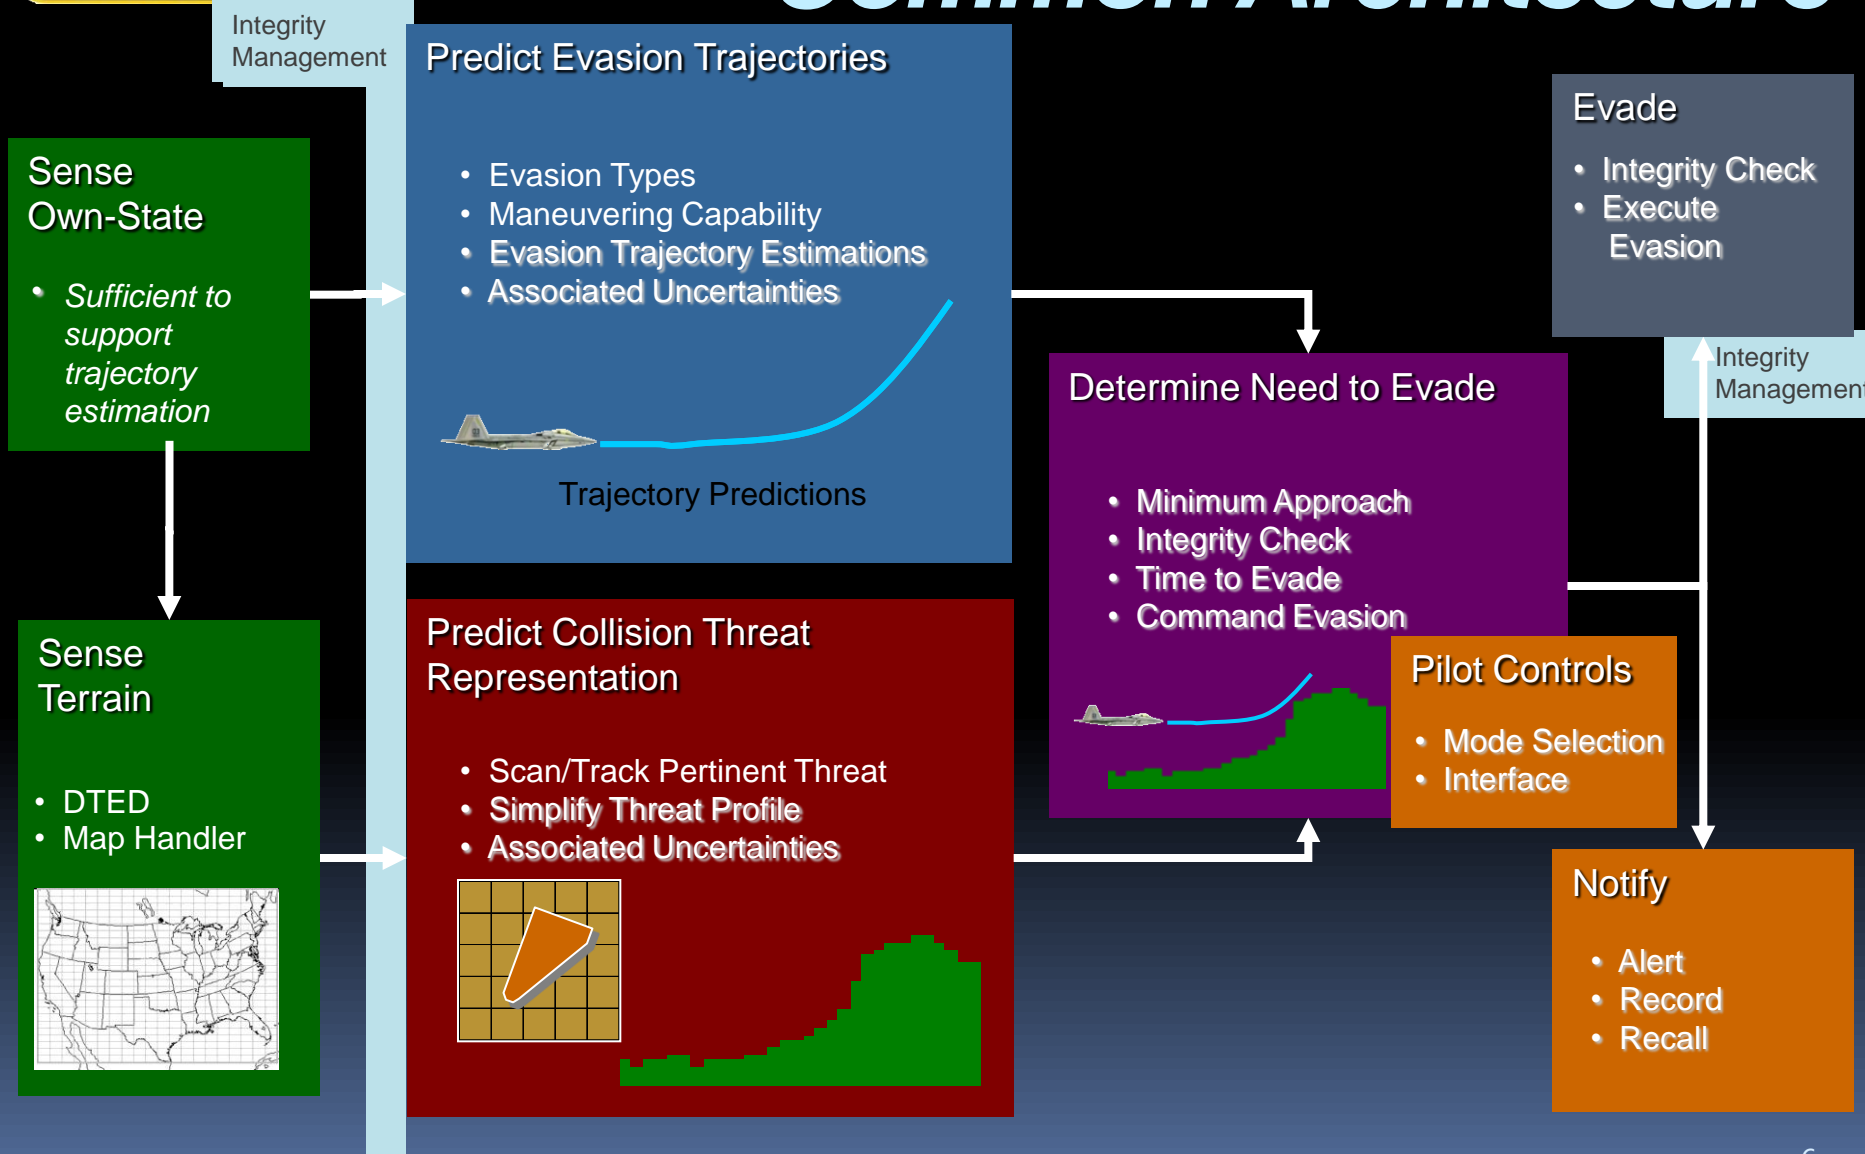 Common Architecture
Integrity
Management
Predict Evasion Trajectories
• Evasion Types
• Maneuvering Capability
• Evasion Trajectory Estimations
• Associated Uncertainties
Trajectory Predictions
Sense
Own-State
• Sufficient to
support
trajectory
estimation
Sense
Terrain
• DTED
• Map Handler
Predict Collision Threat
Representation
• Scan/Track Pertinent Threat
• Simplify Threat Profile
• Associated Uncertainties
Determine Need to Evade
• Minimum Approach
• Integrity Check
• Time to Evade
• Command Evasion
Pilot Controls
• Mode Selection
• Interface
Evade
• Integrity Check
• Execute
Evasion
Integrity
Management
Notify
• Alert
• Record
• Recall